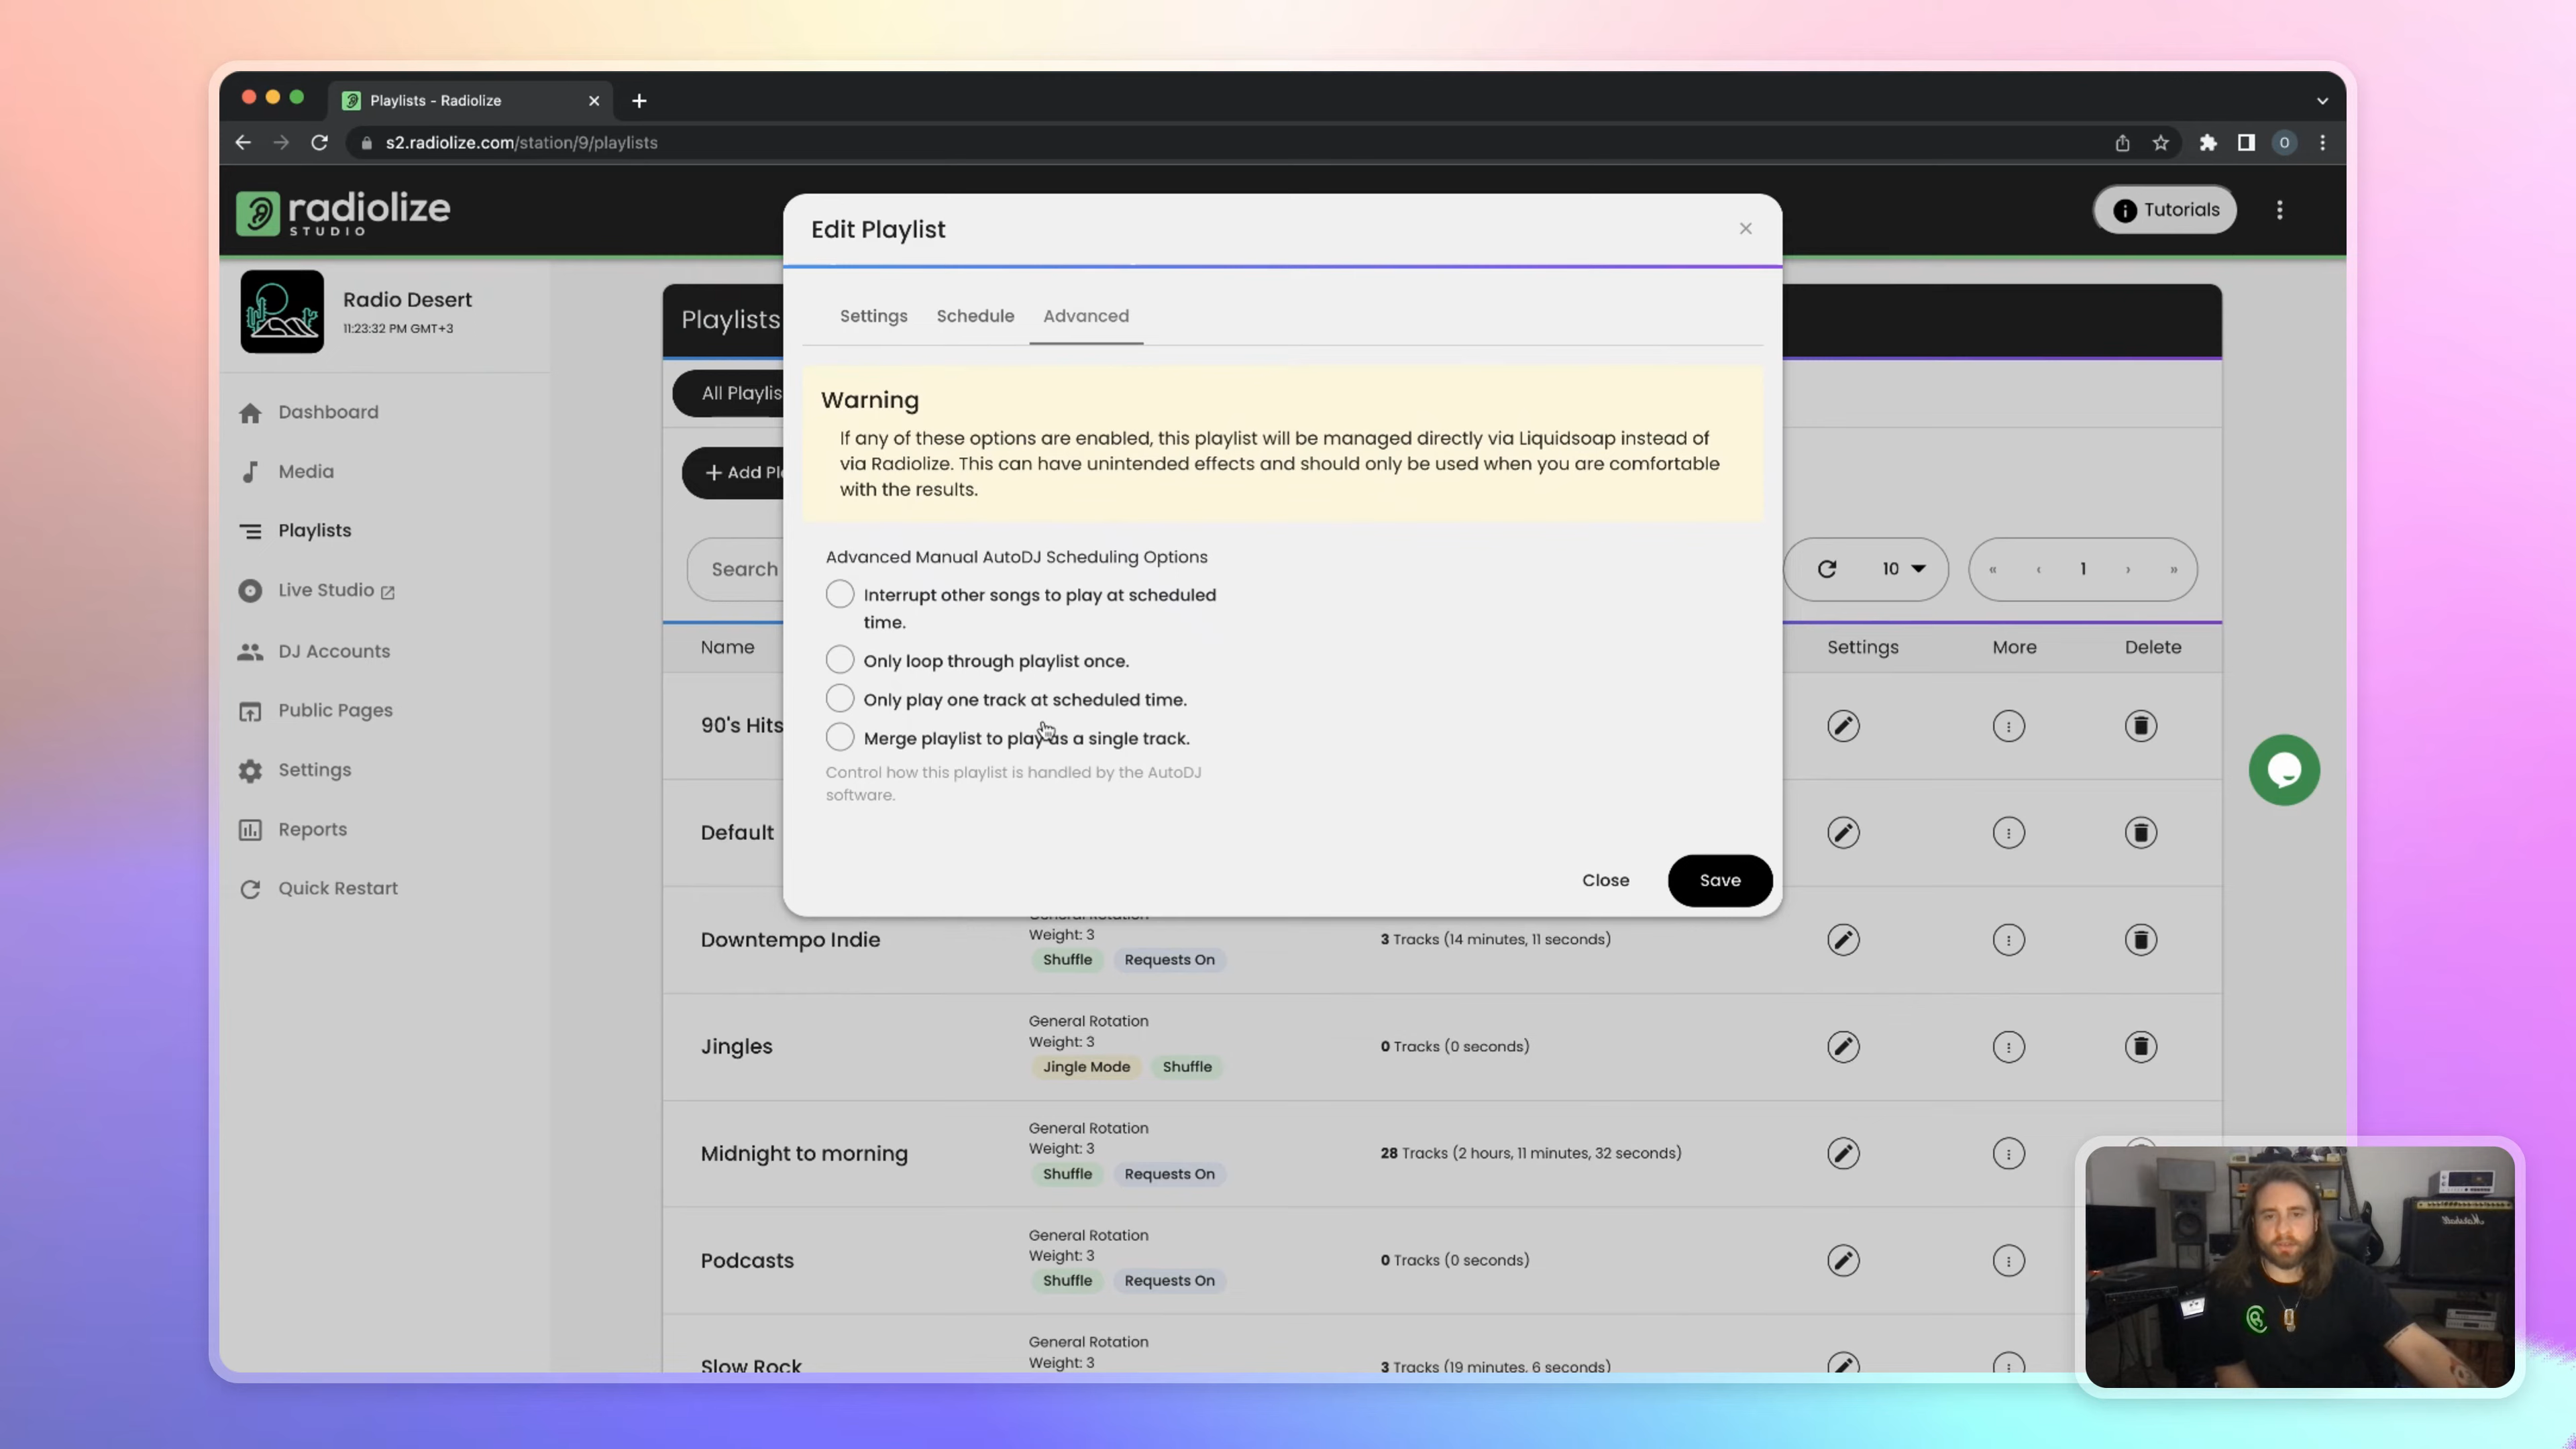 Playlists - Radiolize
s2.radiolize.com/station/9/playlists
O
radiolize
STUDIO
Tutorials
Radio Desert
11:23:32 PM GMT+3
Dashboard
Media
Playlists
Live Studio
DJ Accounts
Public Pages
Settings
Reports
Quick Restart
Edit Playlist
Settings Schedule Advanced
Warning
If any of these options are enabled, this playlist will be managed directly via Liquidsoap instead of
via Radiolize. This can have unintended effects and should only be used when you are comfortable
with the results.
Advanced Manual AutoDJ Scheduling Options
Interrupt other songs to play at scheduled
time.
Only loop through playlist once.
Only play one track at scheduled time.
Merge playlist to play as a single track.
Control how this playlist is handled by the AutoDJ
software.
Close Save
Playlists
All Playlis
+ Add Pl
Search
10
« ‹ 1 › »
Name Settings More Delete
90's Hits
Default
Downtempo Indie
General Rotation
Weight: 3
Shuffle Requests On
3 Tracks (14 minutes, 11 seconds)
Jingles
General Rotation
Weight: 3
Jingle Mode Shuffle
0 Tracks (0 seconds)
Midnight to morning
General Rotation
Weight: 3
Shuffle Requests On
28 Tracks (2 hours, 11 minutes, 32 seconds)
Podcasts
General Rotation
Weight: 3
Shuffle Requests On
0 Tracks (0 seconds)
Slow Rock
General Rotation
Weight: 3
3 Tracks (19 minutes, 6 seconds)
Marshall